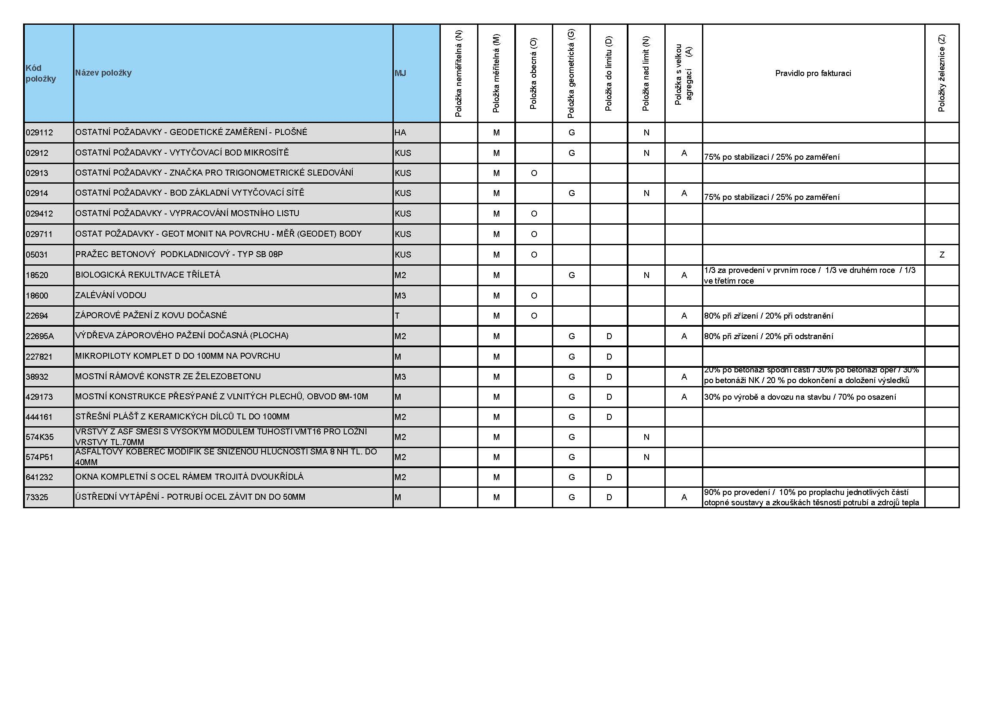 Kód položky Název položky MJ Položka neměřitelná (N) Položka měřitelná (M) Položka obecná (O) Položka geometrická (G) Položka do limitu (D) Položka nad limit (N) Položka s velkou agregací (A) Pravidlo pro fakturaci Položky železnice (Z)
029112 OSTATNÍ POŽADAVKY - GEODETICKÉ ZAMĚŘENÍ - PLOŠNÉ HA M G N
02912 OSTATNÍ POŽADAVKY - VYTYČOVACÍ BOD MIKROSÍTĚ KUS M G N A 75% po stabilizaci / 25% po zaměření
02913 OSTATNÍ POŽADAVKY - ZNAČKA PRO TRIGONOMETRICKÉ SLEDOVÁNÍ KUS M O
02914 OSTATNÍ POŽADAVKY - BOD ZÁKLADNÍ VYTYČOVACÍ SÍTĚ KUS M G N A 75% po stabilizaci / 25% po zaměření
029412 OSTATNÍ POŽADAVKY - VYPRACOVÁNÍ MOSTNÍHO LISTU KUS M O
029711 OSTAT POŽADAVKY - GEOT MONIT NA POVRCHU - MĚŘ (GEODET) BODY KUS M O
05031 PRAŽEC BETONOVÝ  PODKLADNICOVÝ - TYP SB 08P KUS M O Z
18520 BIOLOGICKÁ REKULTIVACE TŘÍLETÁ M2 M G N A 1/3 za provedení v prvním roce /  1/3 ve druhém roce  / 1/3
ve třetím roce
18600 ZALÉVÁNÍ VODOU M3 M O
22694 ZÁPOROVÉ PAŽENÍ Z KOVU DOČASNÉ T M O A 80% při zřízení / 20% při odstranění
22695A VÝDŘEVA ZÁPOROVÉHO PAŽENÍ DOČASNÁ (PLOCHA) M2 M G D A 80% při zřízení / 20% při odstranění
227821 MIKROPILOTY KOMPLET D DO 100MM NA POVRCHU M M G D
38932 MOSTNÍ RÁMOVÉ KONSTR ZE ŽELEZOBETONU M3 M G D A 20% po betonáži spodní části / 30% po betonáži opěr / 30%
po betonáži NK / 20 % po dokončení a doložení výsledků
429173 MOSTNÍ KONSTRUKCE PŘESÝPANÉ Z VLNITÝCH PLECHŮ, OBVOD 8M-10M M M G D A 30% po výrobě a dovozu na stavbu / 70% po osazení
444161 STŘEŠNÍ PLÁŠŤ Z KERAMICKÝCH DÍLCŮ TL DO 100MM M2 M G D
574K35 VRSTVY Z ASF SMĚSI S VYSOKÝM MODULEM TUHOSTI VMT16 PRO LOŽNÍ
VRSTVY TL.70MM M2 M G N
574P51 ASFALTOVÝ KOBEREC MODIFIK SE SNÍŽENOU HLUČNOSTÍ SMA 8 NH TL. DO
40MM M2 M G N
641232 OKNA KOMPLETNÍ S OCEL RÁMEM TROJITÁ DVOUKŘÍDLÁ M2 M G D
73325 ÚSTŘEDNÍ VYTÁPĚNÍ - POTRUBÍ OCEL ZÁVIT DN DO 50MM M M G D A 90% po provedení /  10% po proplachu jednotlivých částí
otopné soustavy a zkouškách těsnosti potrubí a zdrojů tepla